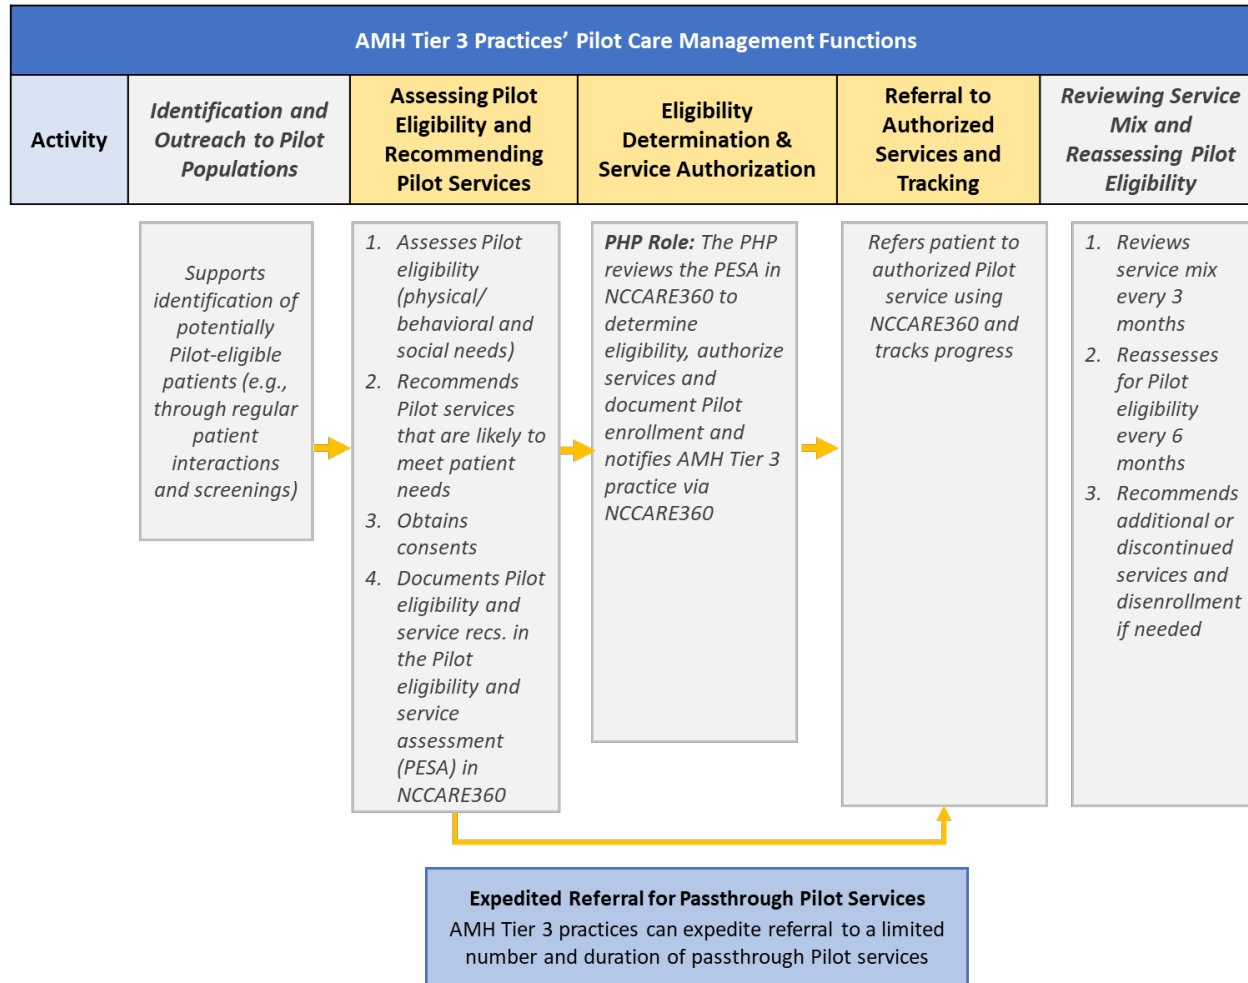 AMH Tier 3 Practices’ Pilot Care Management Functions
Activity
Identification and
Outreach to Pilot
Populations
Assessing Pilot
Eligibility and
Recommending
Pilot Services
Eligibility
Determination &
Service Authorization
Referral to
Authorized
Services and
Tracking
Reviewing Service
Mix and
Reassessing Pilot
Eligibility
Supports
identification of
potentially
Pilot-eligible
patients (e.g.,
through regular
patient
interactions
and screenings)
1. Assesses Pilot
eligibility
(physical/
behavioral and
social needs)
2. Recommends
Pilot services
that are likely to
meet patient
needs
3. Obtains
consents
4. Documents Pilot
eligibility and
service recs. in
the Pilot
eligibility and
service
assessment
(PESA) in
NCCARE360
PHP Role: The PHP
reviews the PESA in
NCCARE360 to
determine
eligibility, authorize
services and
document Pilot
enrollment and
notifies AMH Tier 3
practice via
NCCARE360
Refers patient to
authorized Pilot
service using
NCCARE360 and
tracks progress
1. Reviews
service mix
every 3
months
2. Reassesses
for Pilot
eligibility
every 6
months
3. Recommends
additional or
discontinued
services and
disenrollment
if needed
Expedited Referral for Passthrough Pilot Services
AMH Tier 3 practices can expedite referral to a limited
number and duration of passthrough Pilot services